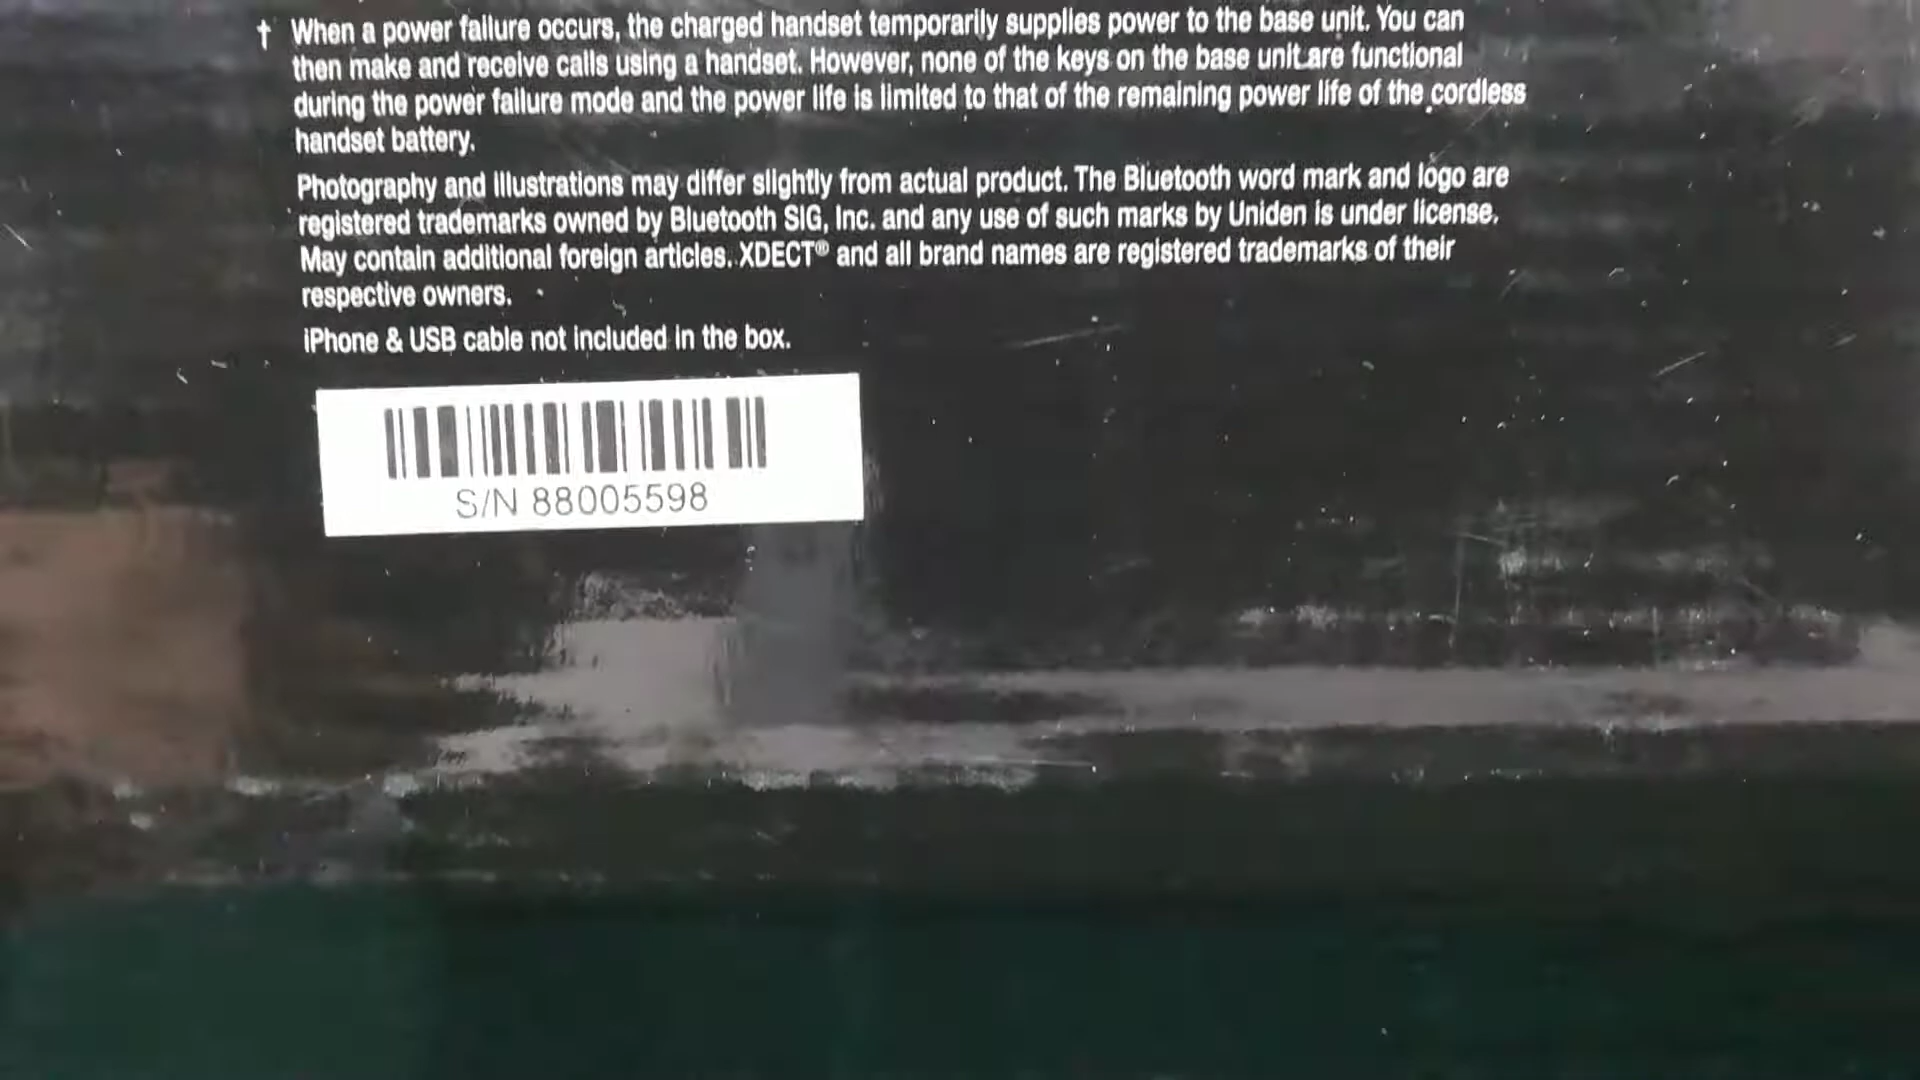 † When a power failure occurs, the charged handset temporarily supplies power to the base unit. You can
then make and receive calls using a handset. However, none of the keys on the base unit are functional
during the power failure mode and the power life is limited to that of the remaining power life of the cordless
handset battery.
Photography and illustrations may differ slightly from actual product. The Bluetooth word mark and logo are
registered trademarks owned by Bluetooth SIG, Inc. and any use of such marks by Uniden is under license.
May contain additional foreign articles. XDECT® and all brand names are registered trademarks of their
respective owners.
iPhone & USB cable not included in the box.
S/N 88005598